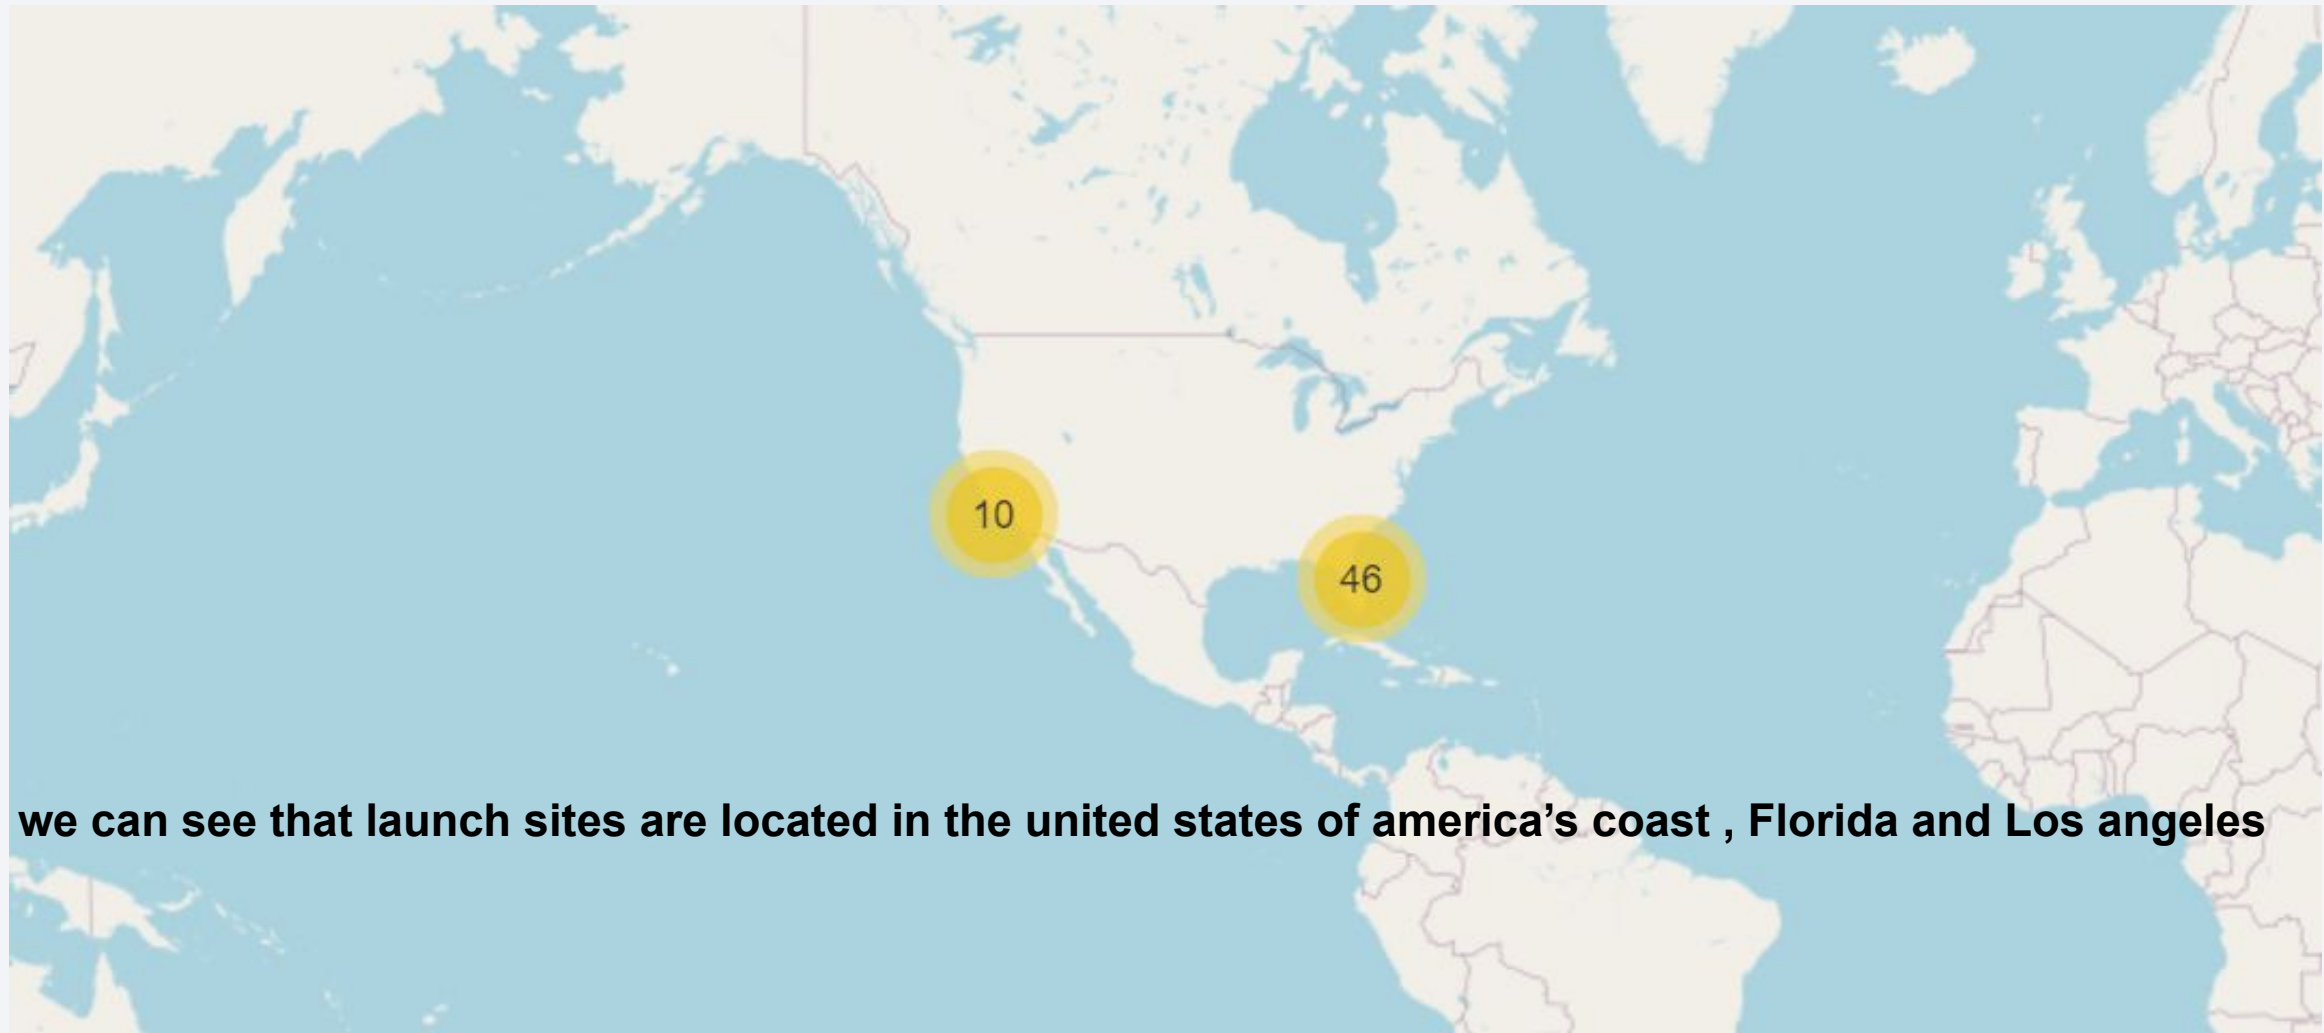 10
46
we can see that launch sites are located in the united states of america’s coast , Florida and Los angeles